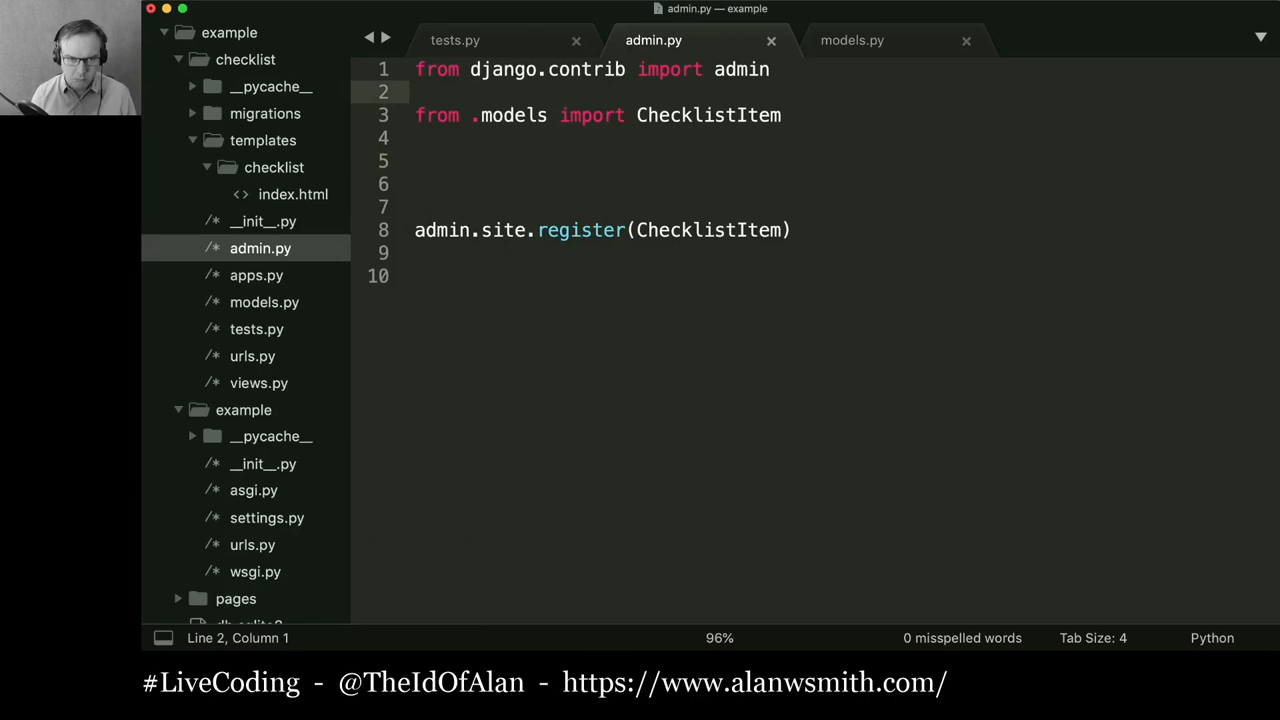 admin.py — example
example
checklist
__pycache__
migrations
templates
checklist
<> index.html
/* __init__.py
/* admin.py
/* apps.py
/* models.py
/* tests.py
/* urls.py
/* views.py
example
__pycache__
/* __init__.py
/* asgi.py
/* settings.py
/* urls.py
/* wsgi.py
pages
db.sqlite3
tests.py
admin.py
models.py
1 from django.contrib import admin
2
3 from .models import ChecklistItem
4
5
6
7
8 admin.site.register(ChecklistItem)
9
10
Line 2, Column 1
96%
0 misspelled words
Tab Size: 4
Python
#LiveCoding - @TheIdOfAlan - https://www.alanwsmith.com/